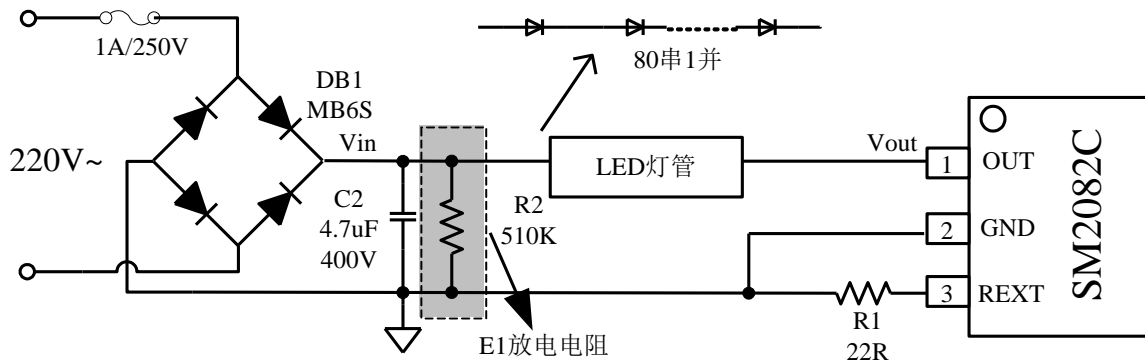 1A/250V
80串1并
DB1
MB6S
220V~
Vin
LED灯管
Vout
1
OUT
C2
4.7uF
400V
R2
510K
2
GND
3
REXT
SM2082C
R1
22R
E1放电电阻